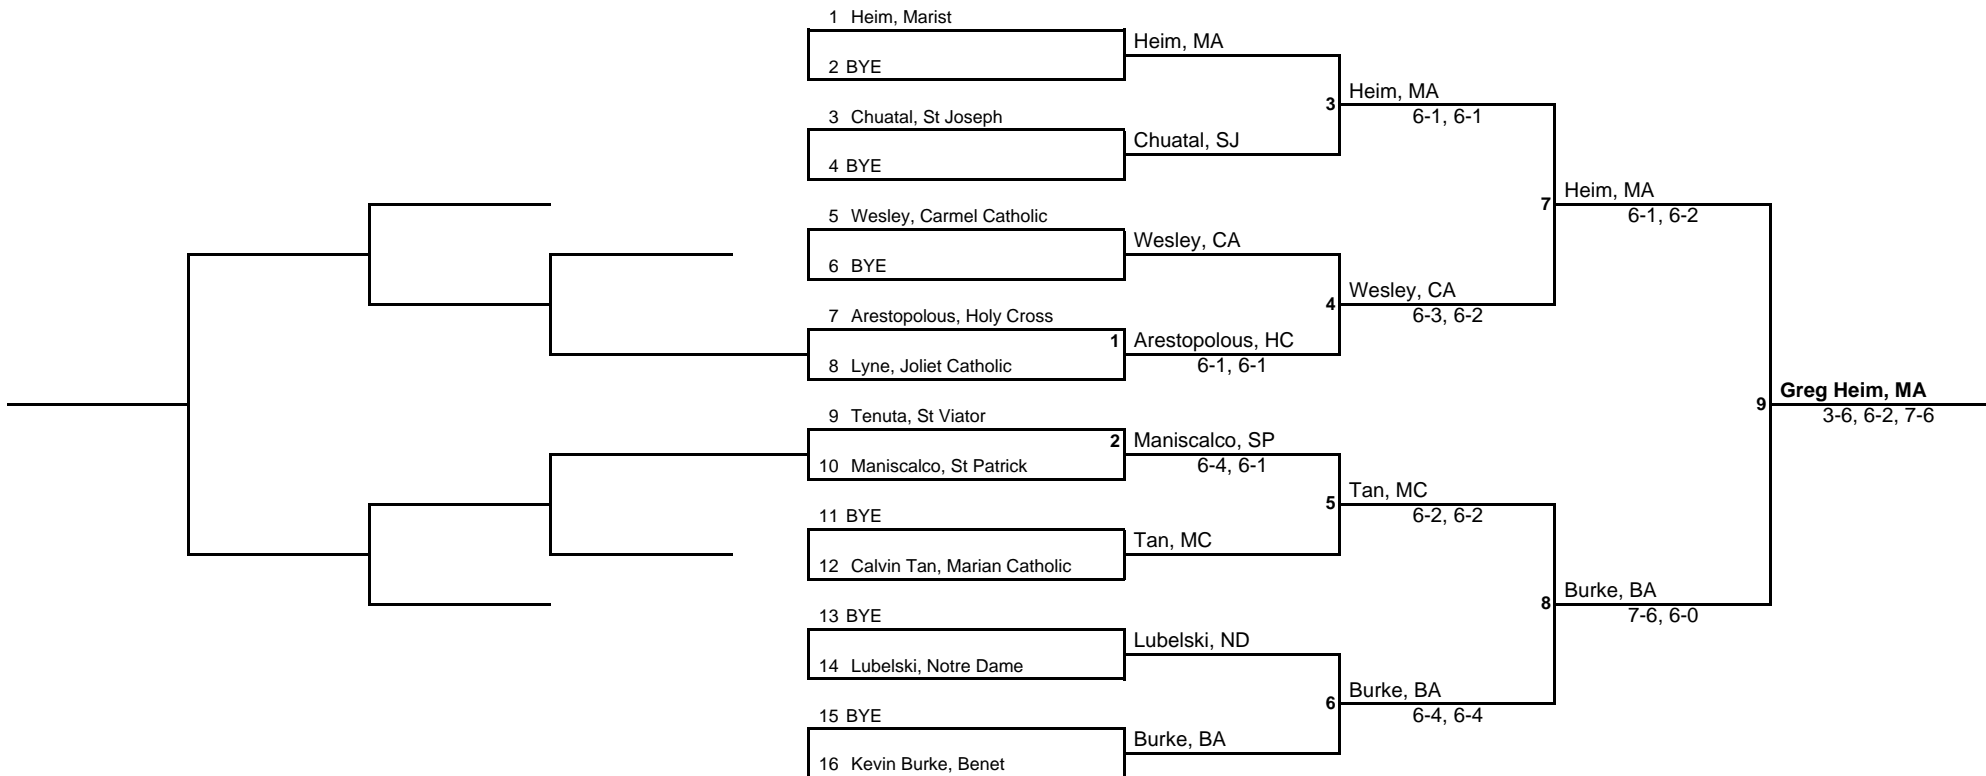 1 Heim, Marist
Heim, MA
2 BYE
Heim, MA
3
6-1, 6-1
3 Chuatal, St Joseph
Chuatal, SJ
4 BYE
Heim, MA
7
6-1, 6-2
5 Wesley, Carmel Catholic
Wesley, CA
6 BYE
Wesley, CA
4
6-3, 6-2
7 Arestopolous, Holy Cross
1 Arestopolous, HC
6-1, 6-1
8 Lyne, Joliet Catholic
Greg Heim, MA
9
3-6, 6-2, 7-6
9 Tenuta, St Viator
2 Maniscalco, SP
6-4, 6-1
10 Maniscalco, St Patrick
Tan, MC
5
6-2, 6-2
11 BYE
Tan, MC
12 Calvin Tan, Marian Catholic
Burke, BA
8
7-6, 6-0
13 BYE
Lubelski, ND
14 Lubelski, Notre Dame
Burke, BA
6
6-4, 6-4
15 BYE
Burke, BA
16 Kevin Burke, Benet